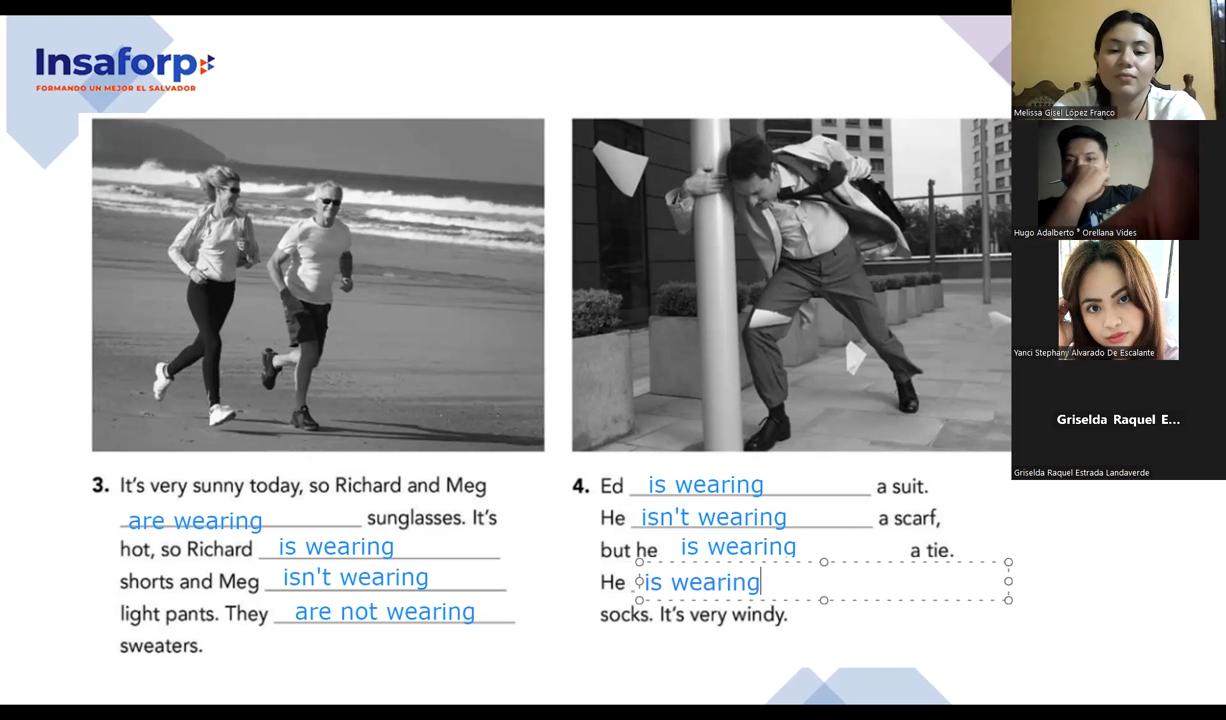 Insaforp
FORMANDO UN MEJOR EL SALVADOR
3. It's very sunny today, so Richard and Meg
are wearing sunglasses. It's
hot, so Richard is wearing
shorts and Meg isn't wearing
light pants. They are not wearing
sweaters.
4. Ed is wearing a suit.
He isn't wearing a scarf,
but he is wearing a tie.
He is wearing
socks. It's very windy.
Melissa Gisel López Franco
Hugo Adalberto ° Orellana Vides
Yanci Stephany Alvarado De Escalante
Griselda Raquel E...
Griselda Raquel Estrada Landaverde